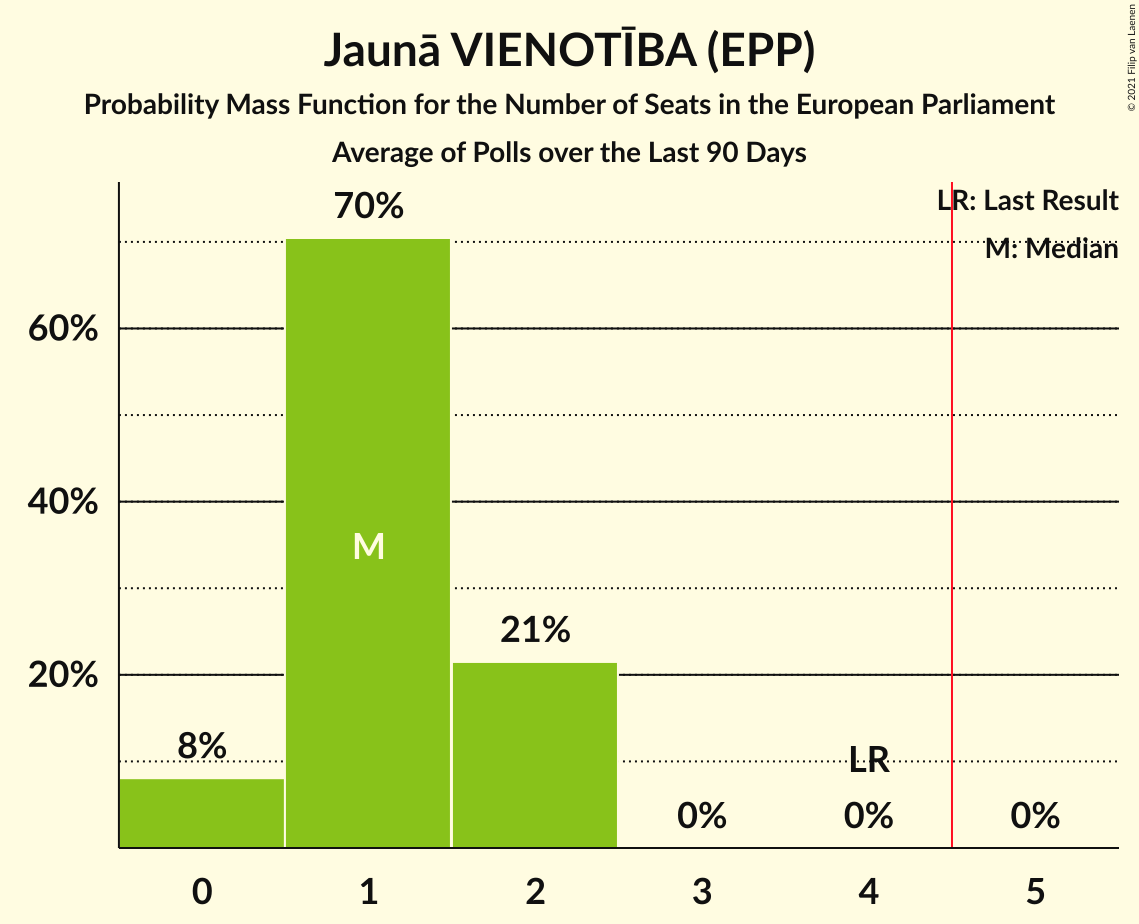 Jaunā VIENOTĪBA (EPP)
Probability Mass Function for the Number of Seats in the European Parliament
Average of Polls over the Last 90 Days
© 2021 Filip van Laenen
LR: Last Result
M: Median
70%
60%
40%
M
21%
20%
8%
LR
0%
0%
0%
0
1
2
3
4
5